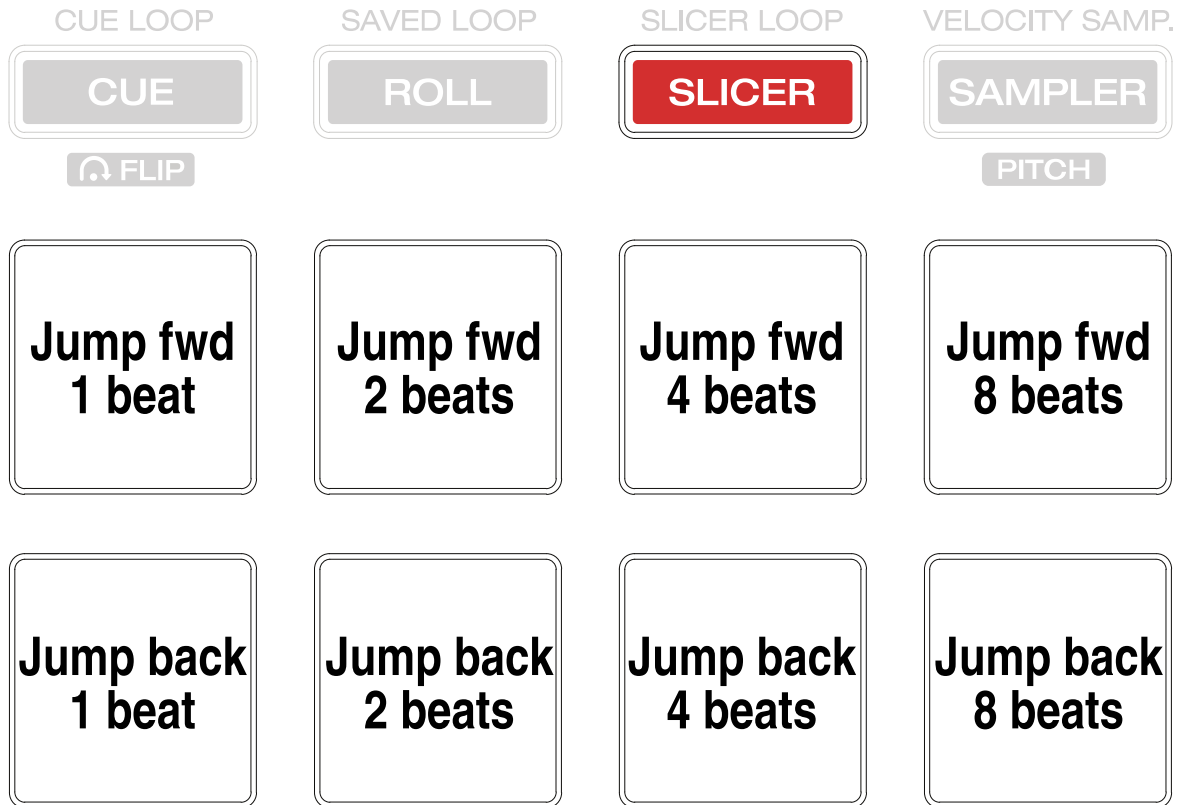 CUE LOOP SAVED LOOP SLICER LOOP VELOCITY SAMP.
CUE ROLL SLICER SAMPLER
FLIP PITCH
Jump fwd
1 beat
Jump fwd
2 beats
Jump fwd
4 beats
Jump fwd
8 beats
Jump back
1 beat
Jump back
2 beats
Jump back
4 beats
Jump back
8 beats